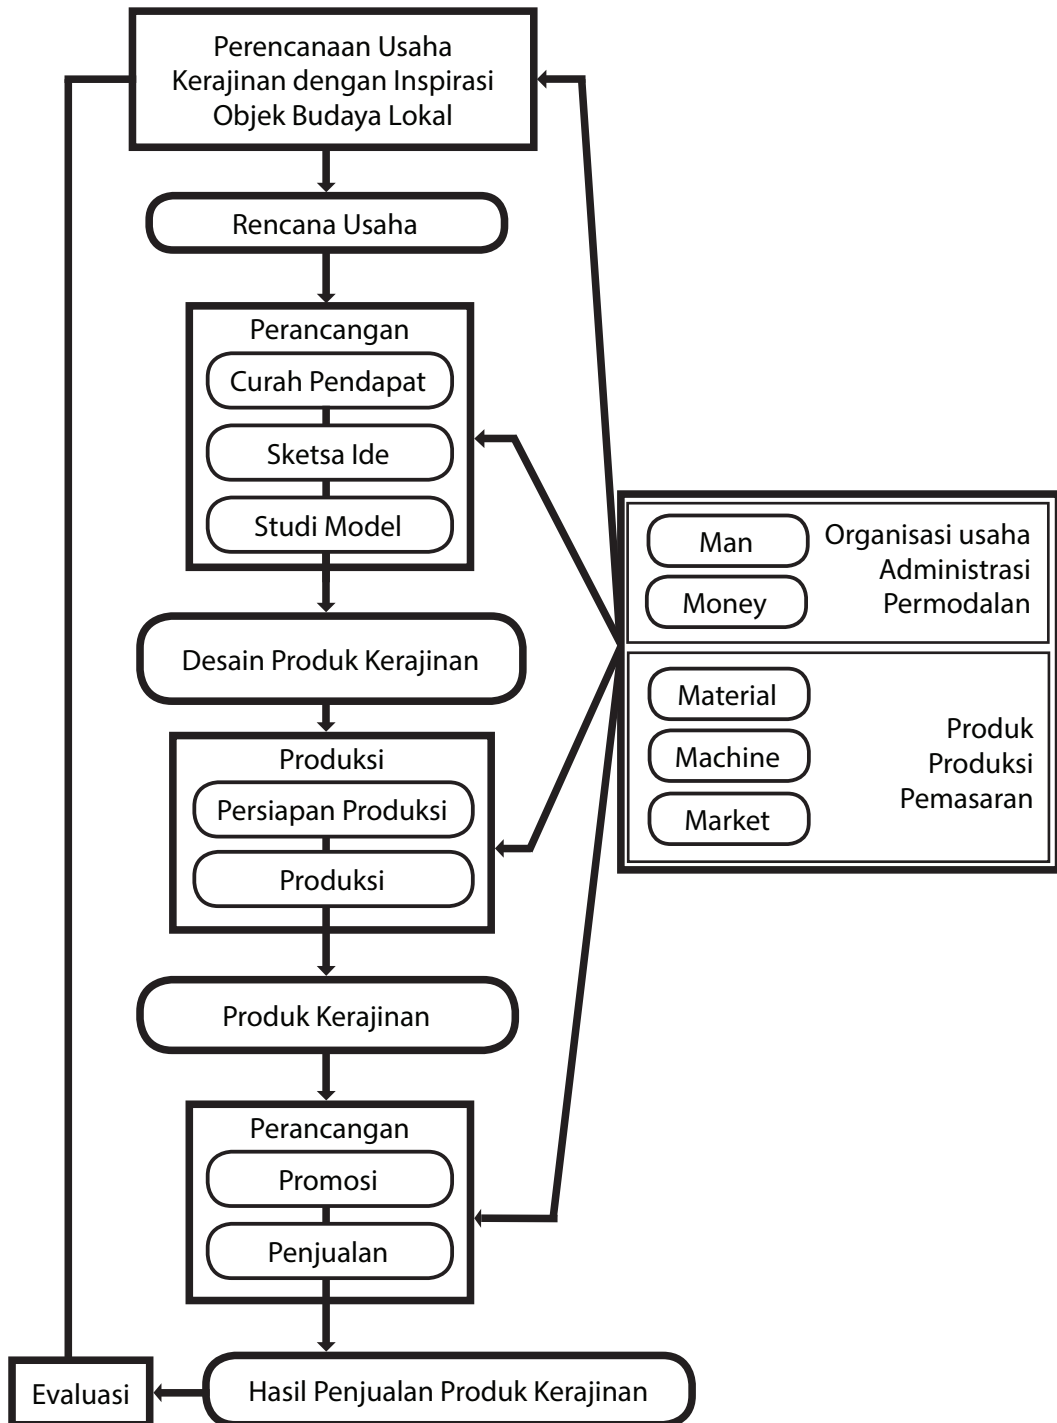 Perencanaan Usaha
Kerajinan dengan Inspirasi
Objek Budaya Lokal
Rencana Usaha
Perancangan
Curah Pendapat
Sketsa Ide
Studi Model
Desain Produk Kerajinan
Produksi
Persiapan Produksi
Produksi
Produk Kerajinan
Perancangan
Promosi
Penjualan
Hasil Penjualan Produk Kerajinan
Evaluasi
Man
Money
Organisasi usaha
Administrasi
Permodalan
Material
Machine
Market
Produk
Produksi
Pemasaran